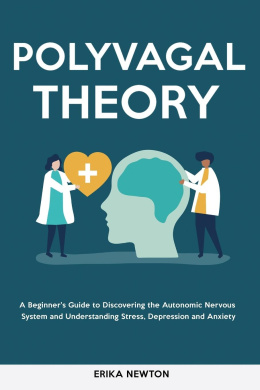 POLYVAGAL
THEORY
A Beginner's Guide to Discovering the Autonomic Nervous
System and Understanding Stress, Depression and Anxiety
ERIKA NEWTON